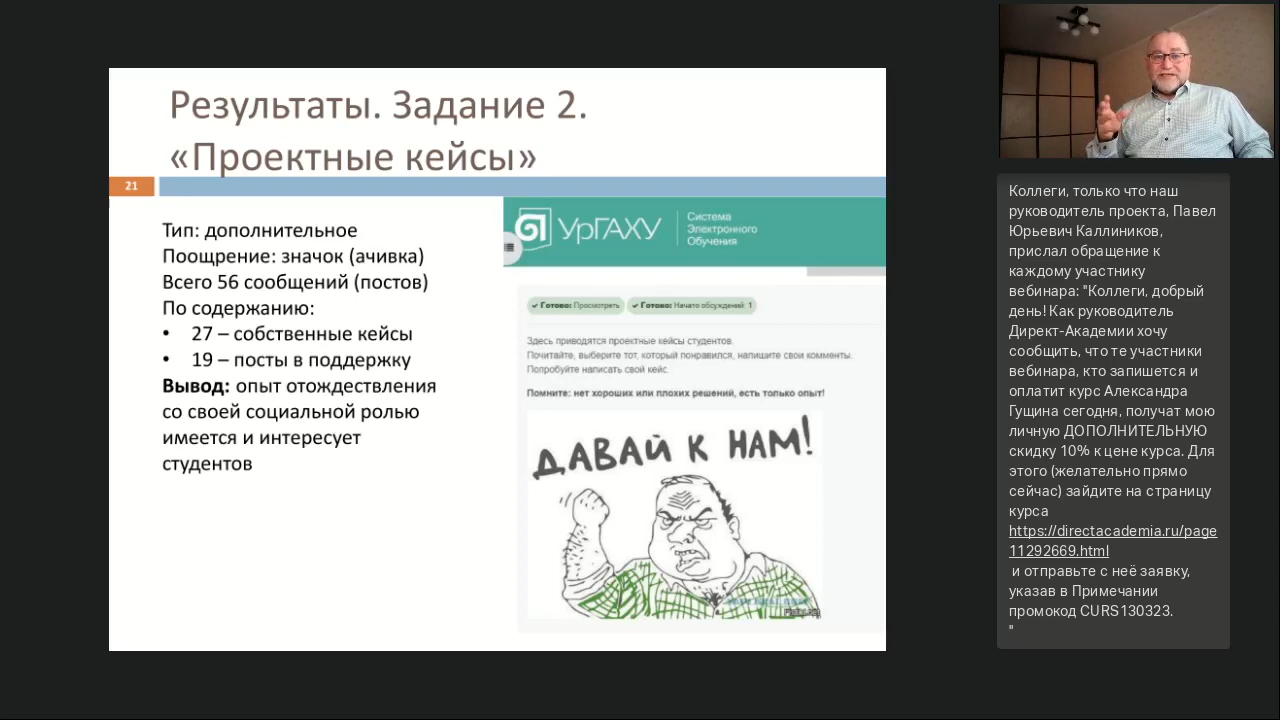 Результаты. Задание 2.
«Проектные кейсы»
21
Тип: дополнительное
Поощрение: значок (ачивка)
Всего 56 сообщений (постов)
По содержанию:
• 27 – собственные кейсы
• 19 – посты в поддержку
Вывод: опыт отождествления
со своей социальной ролью
имеется и интересует
студентов
УрГАХУ
Система
Электронного
Обучения
Готово: Просмотреть
Готово: Начато обсуждений: 1
Здесь приводятся проектные кейсы студентов.
Почитайте, выберите тот, который понравился, напишите свои комменты.
Попробуйте написать свой кейс.
Помните: нет хороших или плохих решений, есть только опыт!
ДАВАЙ К НАМ!
Коллеги, только что наш
руководитель проекта, Павел
Юрьевич Каллиников,
прислал обращение к
каждому участнику
вебинара: "Коллеги, добрый
день! Как руководитель
Директ-Академии хочу
сообщить, что те участники
вебинара, кто запишется и
оплатит курс Александра
Гущина сегодня, получат мою
личную ДОПОЛНИТЕЛЬНУЮ
скидку 10% к цене курса. Для
этого (желательно прямо
сейчас) зайдите на страницу
курса
https://directacademia.ru/page
11292669.html
и отправьте с неё заявку,
указав в Примечании
промокод CURS130323.
"